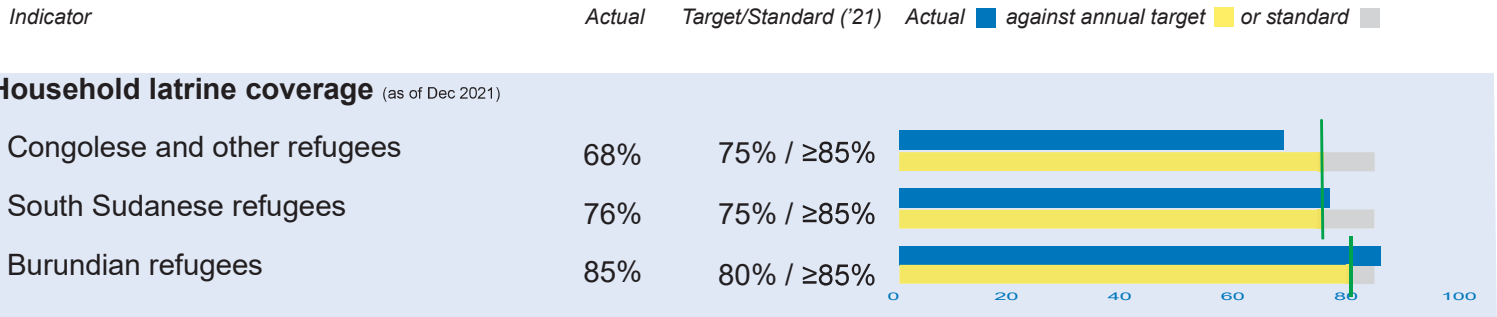 Indicator Actual Target/Standard ('21) Actual against annual target or standard
Household latrine coverage (as of Dec 2021)
Congolese and other refugees 68% 75% / ≥85%
South Sudanese refugees 76% 75% / ≥85%
Burundian refugees 85% 80% / ≥85%
0 20 40 60 80 100